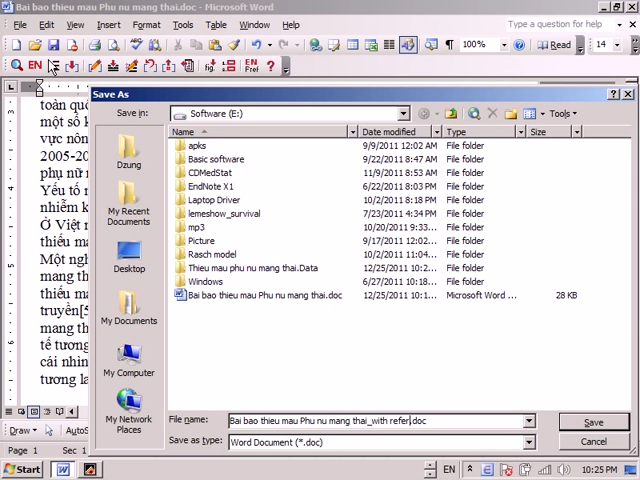 Bai bao thieu mau Phu nu mang thai.doc - Microsoft Word
File Edit View Insert Format Tools Table Window Help
Type a question for help
100% Read 14
EN fig. EN Pref
Save As
Save in: Software (E:) Tools
Name Date modified Type Size
apks 9/9/2011 12:02 AM File folder
Basic software 9/22/2011 8:47 AM File folder
CDMedStat 11/9/2011 8:53 AM File folder
EndNote X1 6/22/2011 8:03 PM File folder
Laptop Driver 10/2/2011 8:18 PM File folder
lemeshow_survival 7/23/2011 4:34 PM File folder
mp3 10/20/2011 9:33... File folder
Picture 9/17/2011 12:02... File folder
Rasch model 10/2/2011 11:04... File folder
Thieu mau phu nu mang thai.Data 12/25/2011 10:2... File folder
Windows 6/27/2011 10:18... File folder
Bai bao thieu mau Phu nu mang thai.doc 12/25/2011 10:1... Microsoft Word ... 28 KB
Dzung
My Recent
Documents
Desktop
My Documents
My Computer
My Network
Places
File name: Bai bao thieu mau Phu nu mang thai_with refer.doc Save
Save as type: Word Document (*.doc) Cancel
toàn qu
một số k
vực nôn
2005-20
phụ nữ r
Yếu tố r
nhiễm k
Ở Việt r
thiếu má
Một ngh
mang th
thiếu má
truyền[5
mang th
tế tương
cái nhìn
tương la
3
4
5
6
Draw AutoS
Page 1 Sec 1
Start EN 10:25 PM